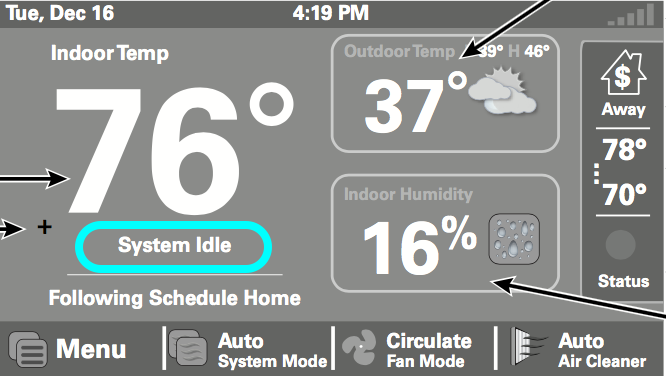 Tue, Dec 16
4:19 PM
Indoor Temp
76°
+
System Idle
Following Schedule Home
Outdoor Temp 39° H 46°
37°
Indoor Humidity
16%
$
Away
78°
70°
Status
Menu
Auto
System Mode
Circulate
Fan Mode
Auto
Air Cleaner